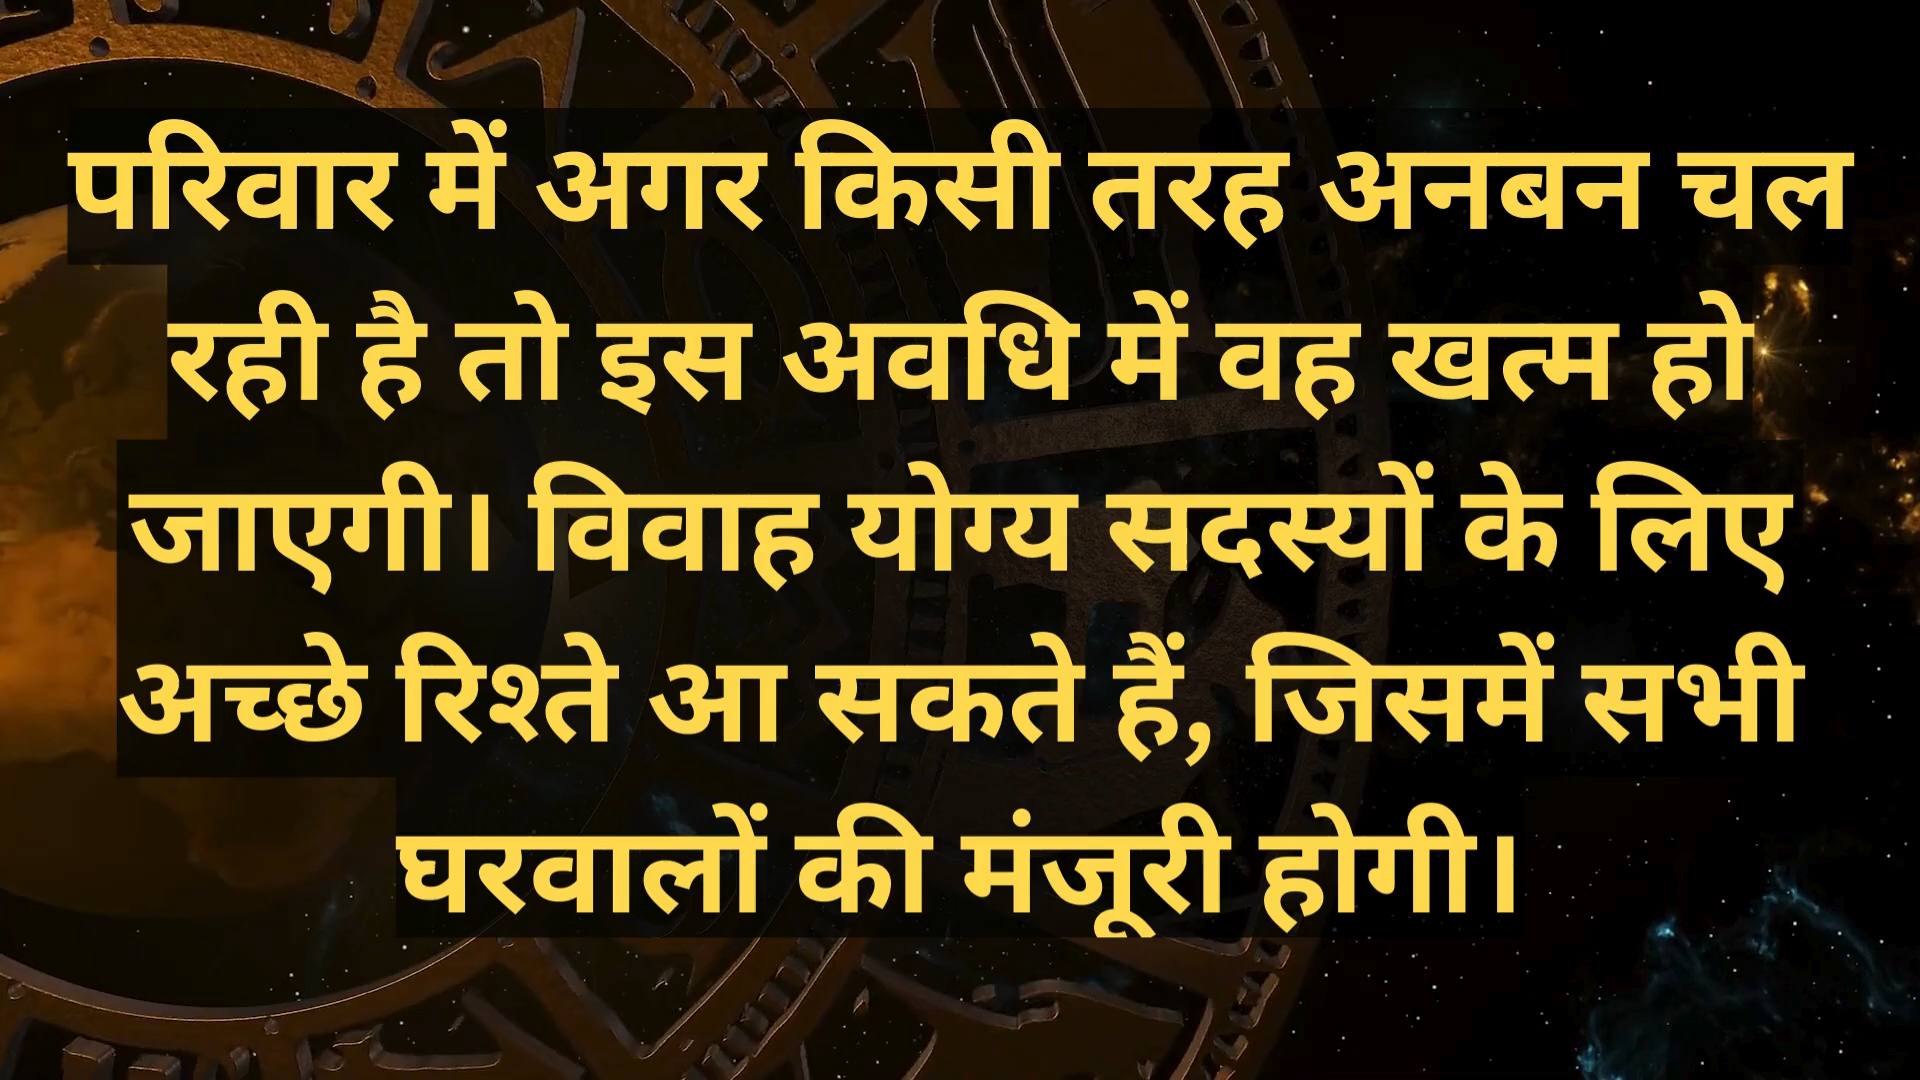 परिवार में अगर किसी तरह अनबन चल
रही है तो इस अवधि में वह खत्म हो
जाएगी। विवाह योग्य सदस्यों के लिए
अच्छे रिश्ते आ सकते हैं, जिसमें सभी
घरवालों की मंजूरी होगी।